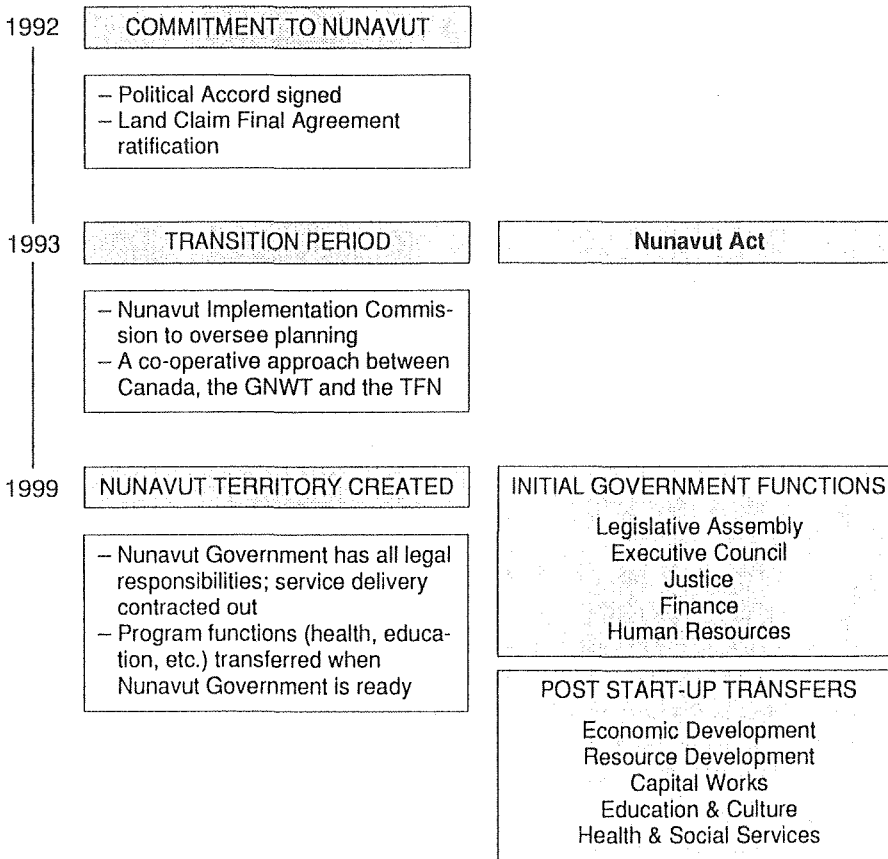 1992
COMMITMENT TO NUNAVUT
– Political Accord signed
– Land Claim Final Agreement
ratification
1993
TRANSITION PERIOD
Nunavut Act
– Nunavut Implementation Commis-
sion to oversee planning
– A co-operative approach between
Canada, the GNWT and the TFN
1999
NUNAVUT TERRITORY CREATED
– Nunavut Government has all legal
responsibilities; service delivery
contracted out
– Program functions (health, educa-
tion, etc.) transferred when
Nunavut Government is ready
INITIAL GOVERNMENT FUNCTIONS
Legislative Assembly
Executive Council
Justice
Finance
Human Resources
POST START-UP TRANSFERS
Economic Development
Resource Development
Capital Works
Education & Culture
Health & Social Services